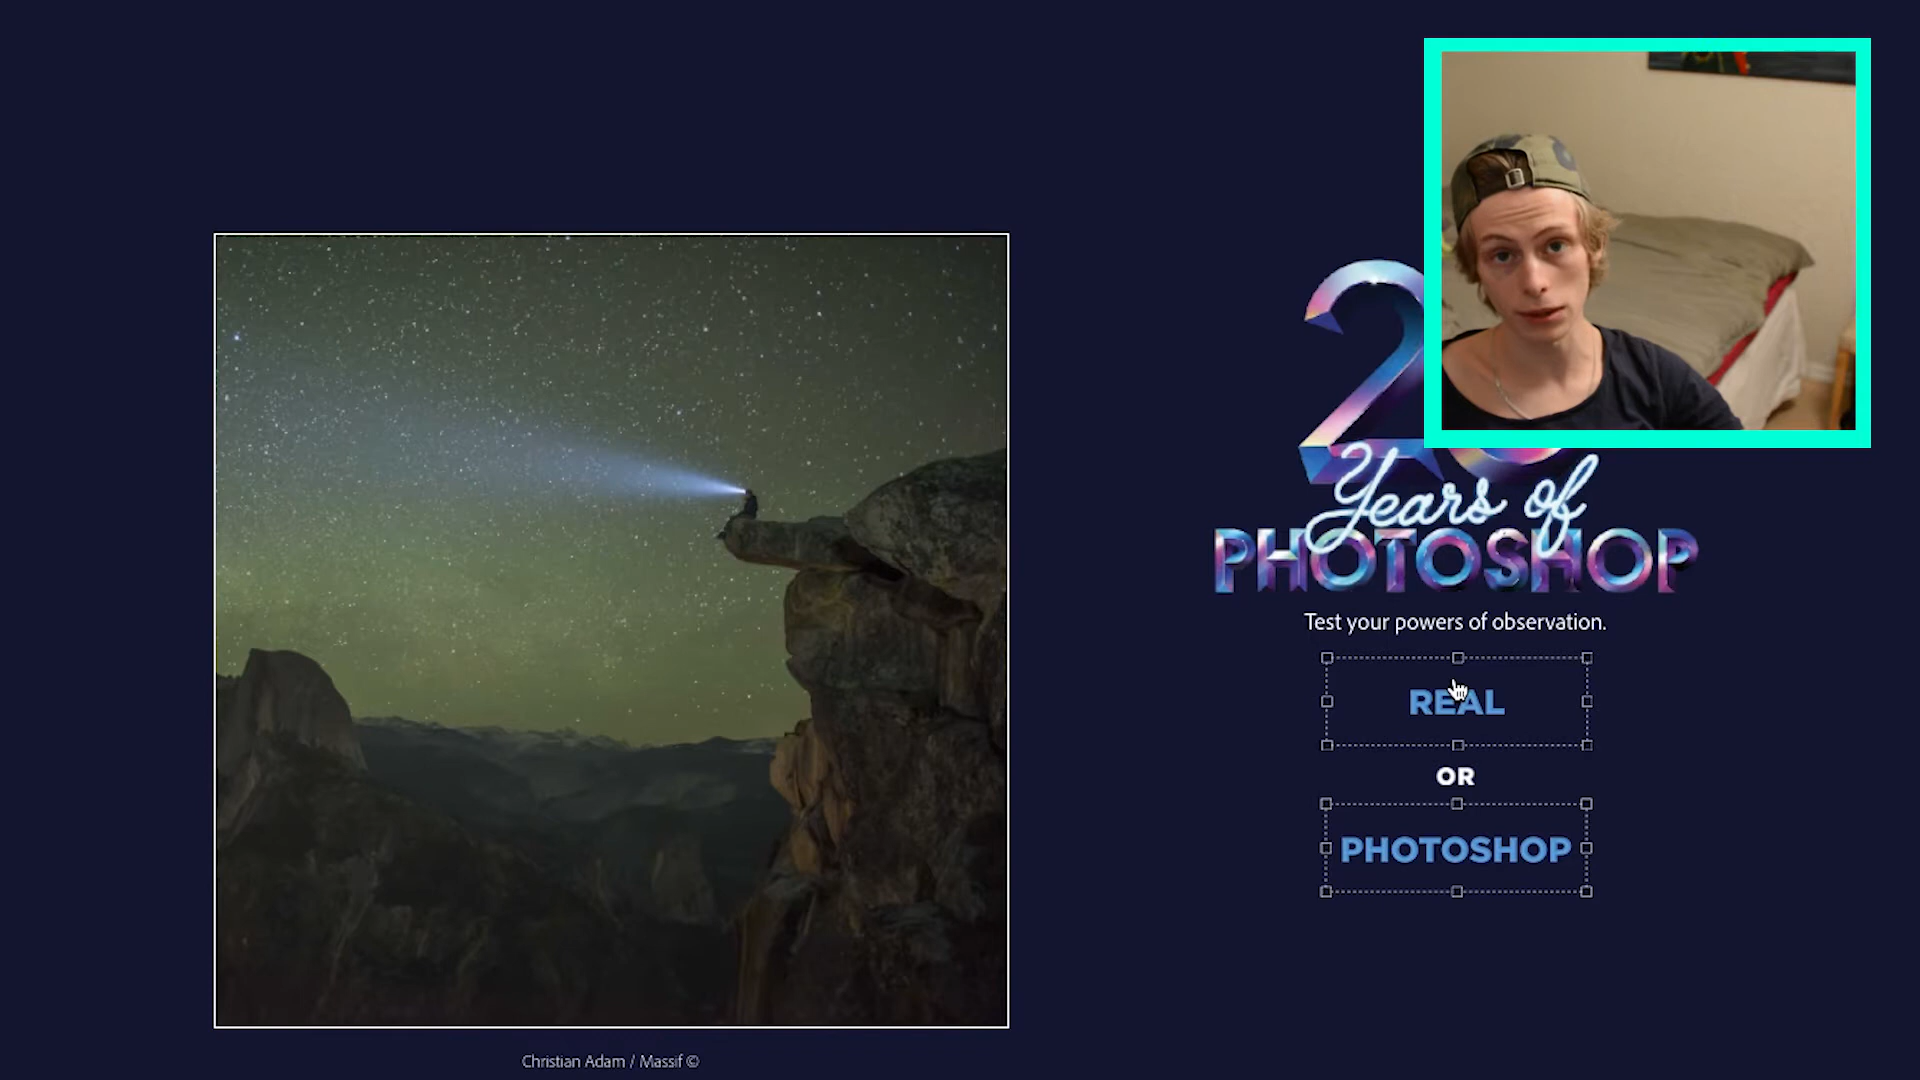 Years of
PHOTOSHOP
Test your powers of observation.
REAL
OR
PHOTOSHOP
Christian Adam / Massif ©